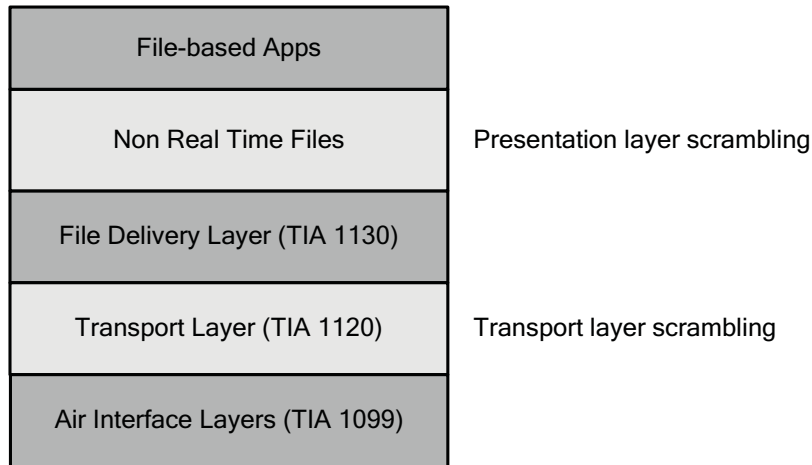 File-based Apps
Non Real Time Files
Presentation layer scrambling
File Delivery Layer (TIA 1130)
Transport Layer (TIA 1120)
Transport layer scrambling
Air Interface Layers (TIA 1099)